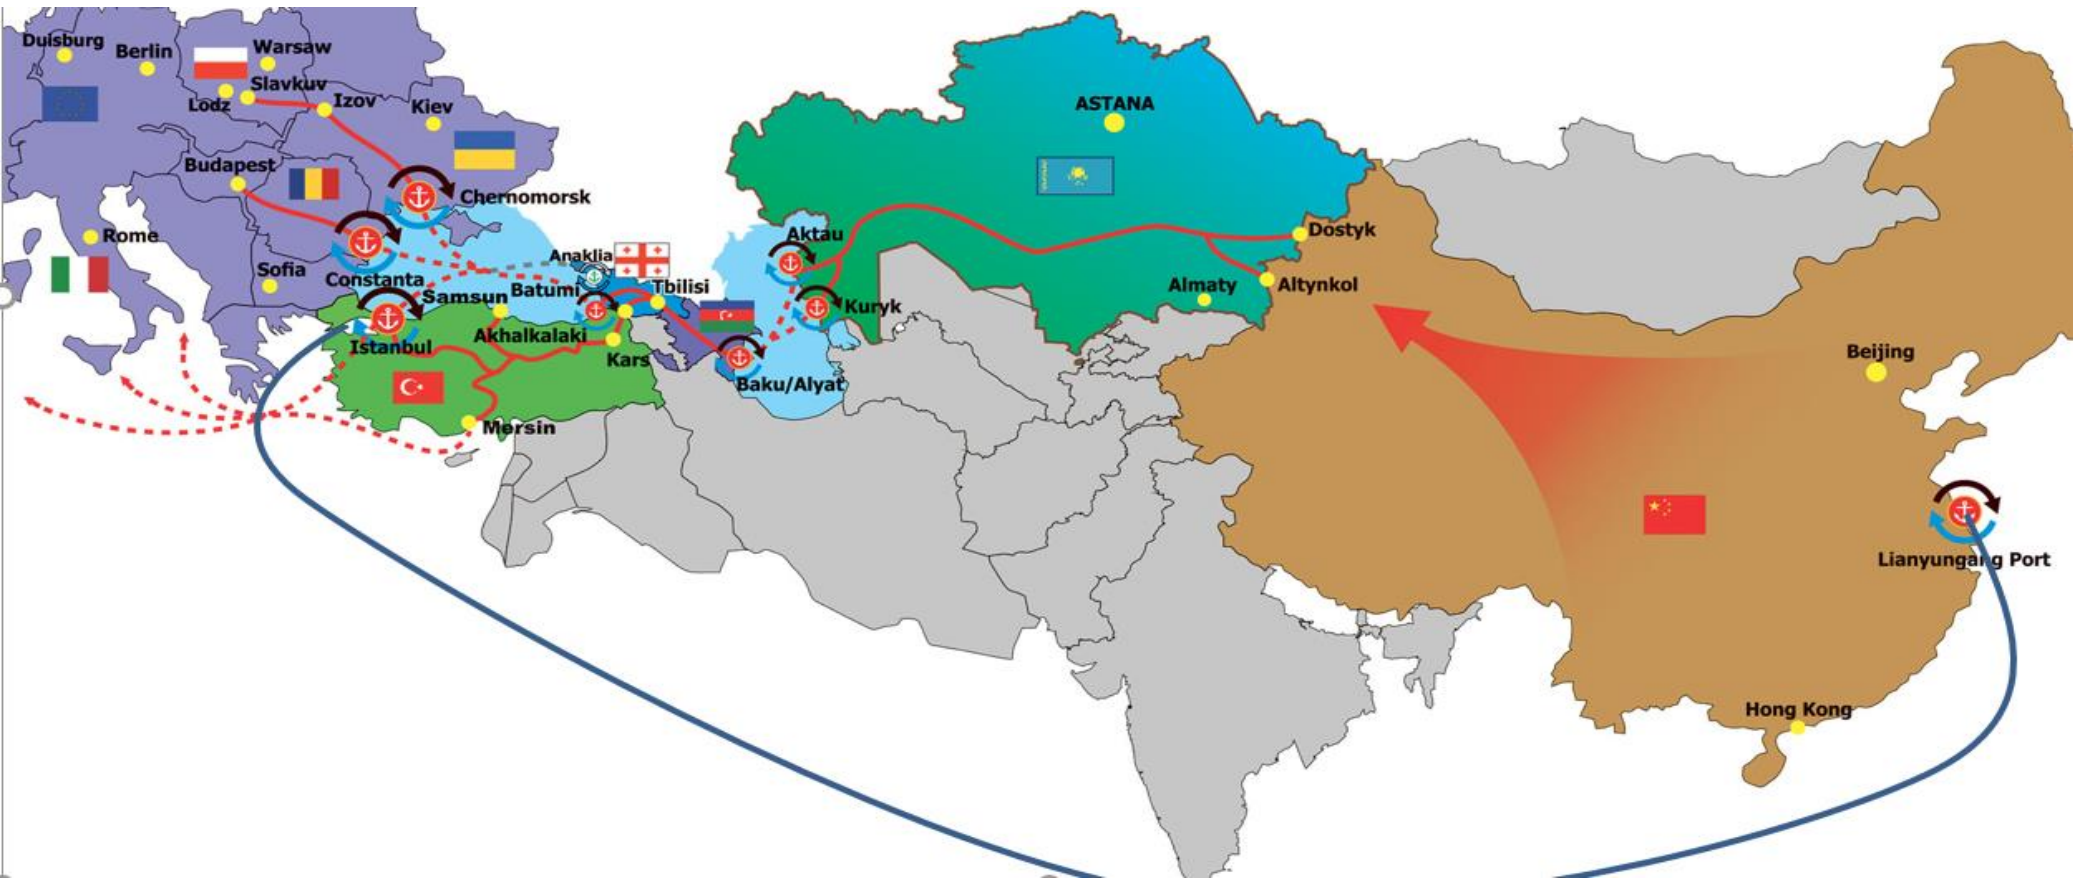 Duisburg
Berlin
Warsaw
Slavkuv
Lodz
Izov
Kiev
ASTANA
Budapest
Chernomorsk
Rome
Sofia
Constanta
Anaklia
Aktau
Dostyk
Samsun
Batumi
Tbilisi
Almaty
Altynkol
Kuryk
Istanbul
Akhalkalaki
Kars
Baku/Alyat
Beijing
Mersin
Lianyungang Port
Hong Kong